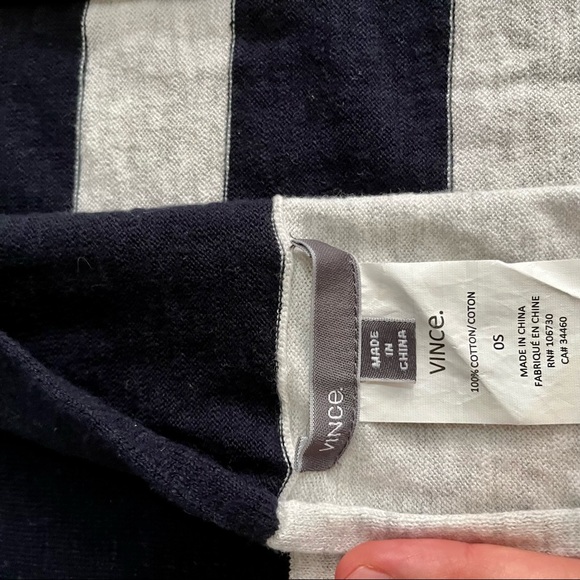 VINCE.
MADE
IN
CHINA
VINCE.
100% COTTON/COTON
OS
MADE IN CHINA
FABRIQUÉ EN CHINE
RN# 106730
CA# 34460